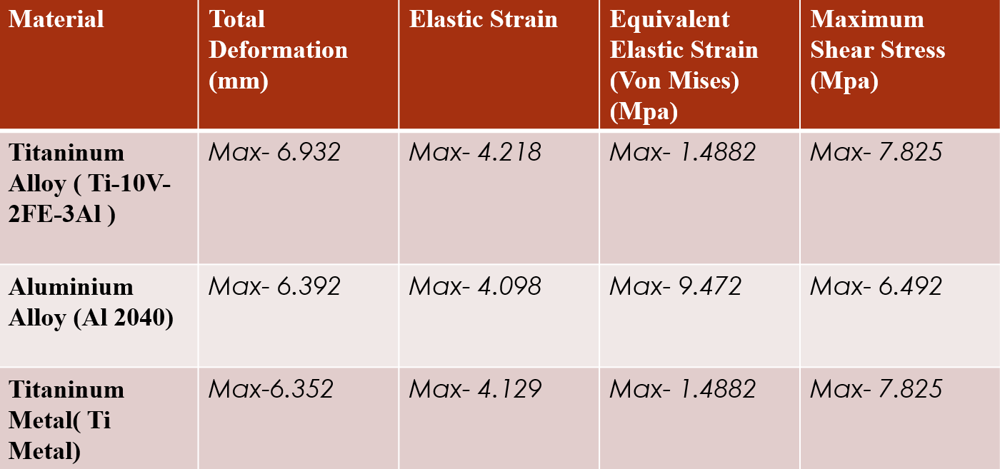 Material
Total
Deformation
(mm)
Elastic Strain
Equivalent
Elastic Strain
(Von Mises)
(Mpa)
Maximum
Shear Stress
(Mpa)
Titaninum
Alloy ( Ti-10V-
2FE-3Al )
Max- 6.932
Max- 4.218
Max- 1.4882
Max- 7.825
Aluminium
Alloy (Al 2040)
Max- 6.392
Max- 4.098
Max- 9.472
Max- 6.492
Titaninum
Metal( Ti
Metal)
Max-6.352
Max- 4.129
Max- 1.4882
Max- 7.825